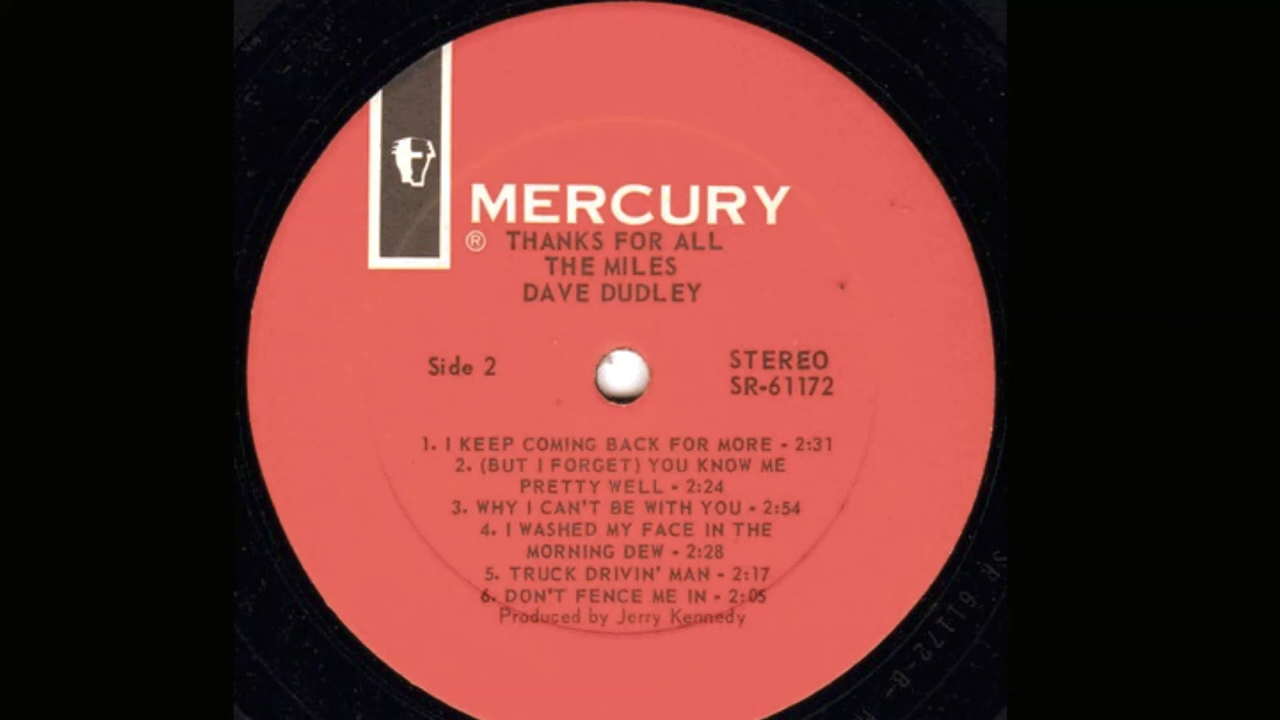 MERCURY
® THANKS FOR ALL
THE MILES
DAVE DUDLEY
Side 2
STEREO
SR-61172
1. I KEEP COMING BACK FOR MORE - 2:31
2. (BUT I FORGET) YOU KNOW ME
PRETTY WELL - 2:24
3. WHY I CAN'T BE WITH YOU - 2:54
4. I WASHED MY FACE IN THE
MORNING DEW - 2:28
5. TRUCK DRIVIN' MAN - 2:17
6. DON'T FENCE ME IN - 2:05
Produced by Jerry Kennedy
SR 61172-B-